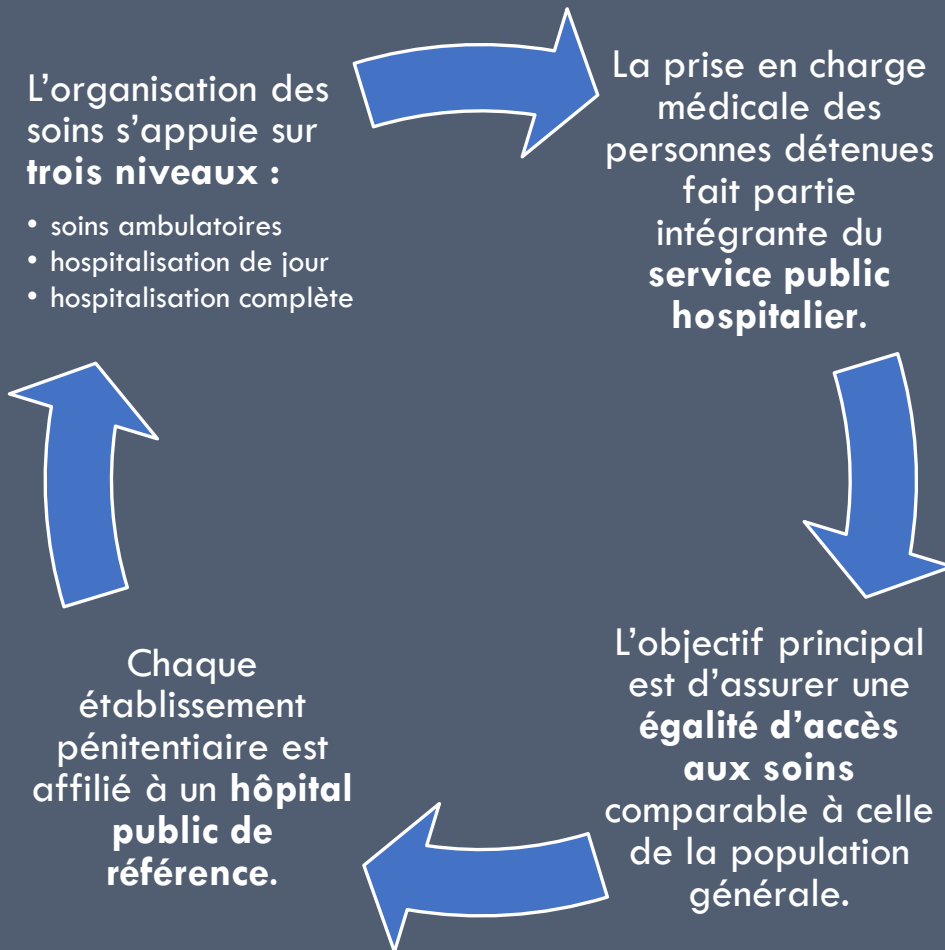 L’organisation des
soins s’appuie sur
trois niveaux :
• soins ambulatoires
• hospitalisation de jour
• hospitalisation complète
La prise en charge
médicale des
personnes détenues
fait partie
intégrante du
service public
hospitalier.
L’objectif principal
est d’assurer une
égalité d’accès
aux soins
comparable à celle
de la population
générale.
Chaque
établissement
pénitentiaire est
affilié à un hôpital
public de
référence.